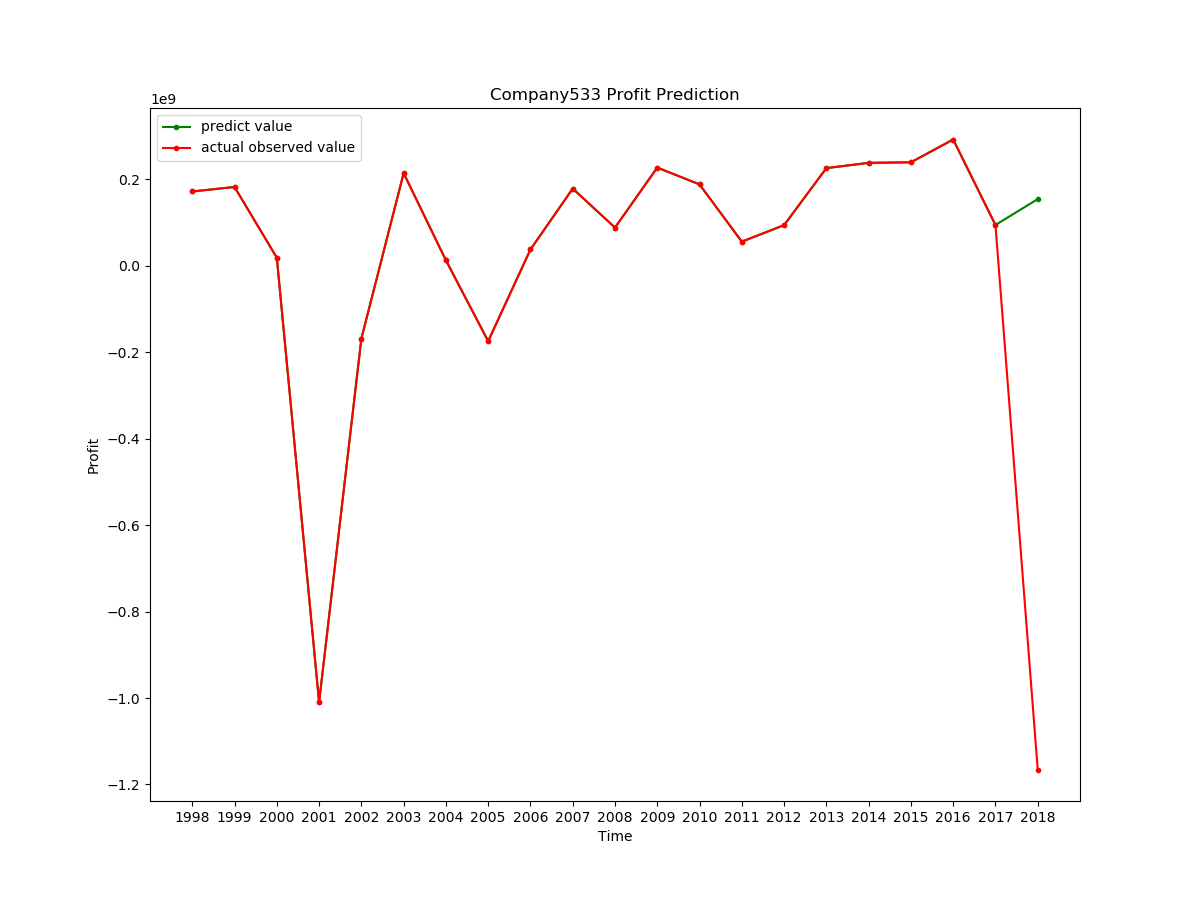 Company533 Profit Prediction
1e9
predict value
actual observed value
0.2
0.0
−0.2
−0.4
−0.6
−0.8
−1.0
−1.2
Profit
1998 1999 2000 2001 2002 2003 2004 2005 2006 2007 2008 2009 2010 2011 2012 2013 2014 2015 2016 2017 2018
Time